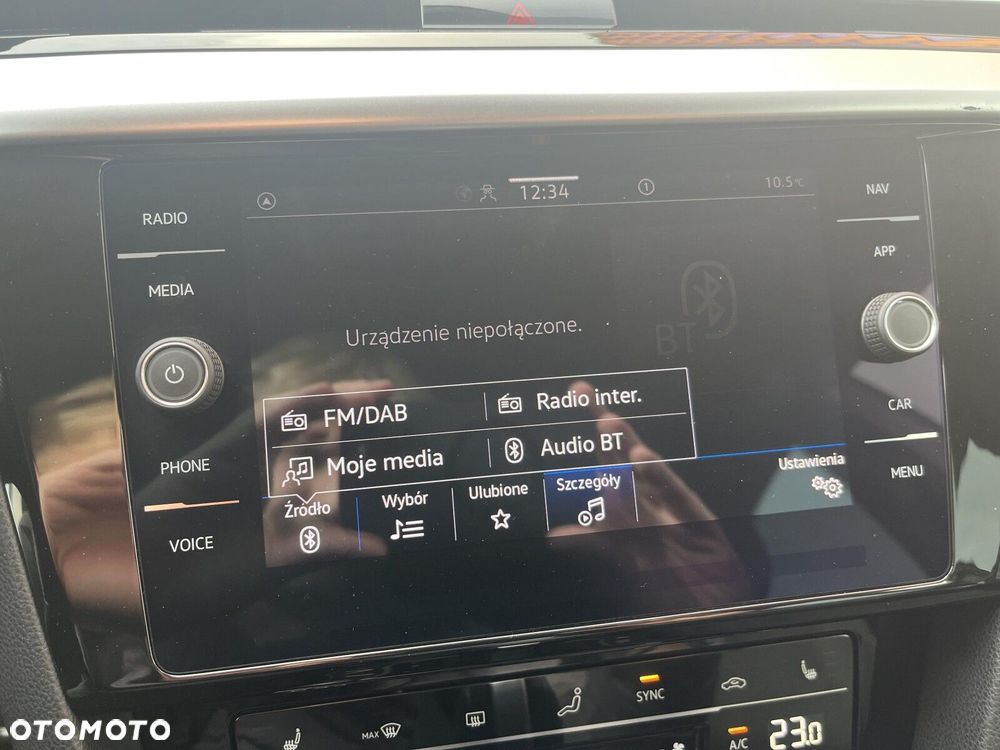 12:34
1
10.5°C
RADIO
NAV
MEDIA
APP
BT
Urządzenie niepołączone.
FM/DAB
Radio inter.
Moje media
Audio BT
CAR
PHONE
MENU
Źródło
Wybór
Ulubione
Szczegóły
Ustawienia
VOICE
SYNC
MAX
A/C
23.0
OTOMOTO